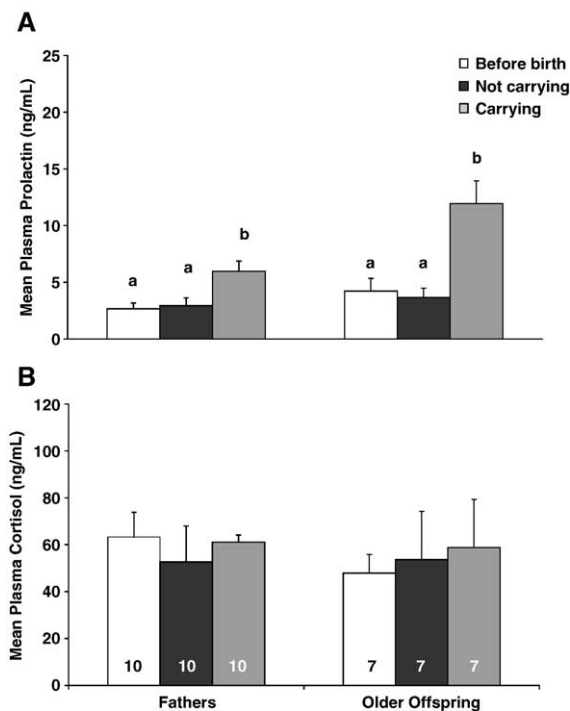 A
Mean Plasma Prolactin (ng/mL)
25
20
15
10
5
0
Before birth
Not carrying
Carrying
a
a
b
a
a
b
B
Mean Plasma Cortisol (ng/mL)
120
100
80
60
40
20
0
10
10
10
7
7
7
Fathers
Older Offspring